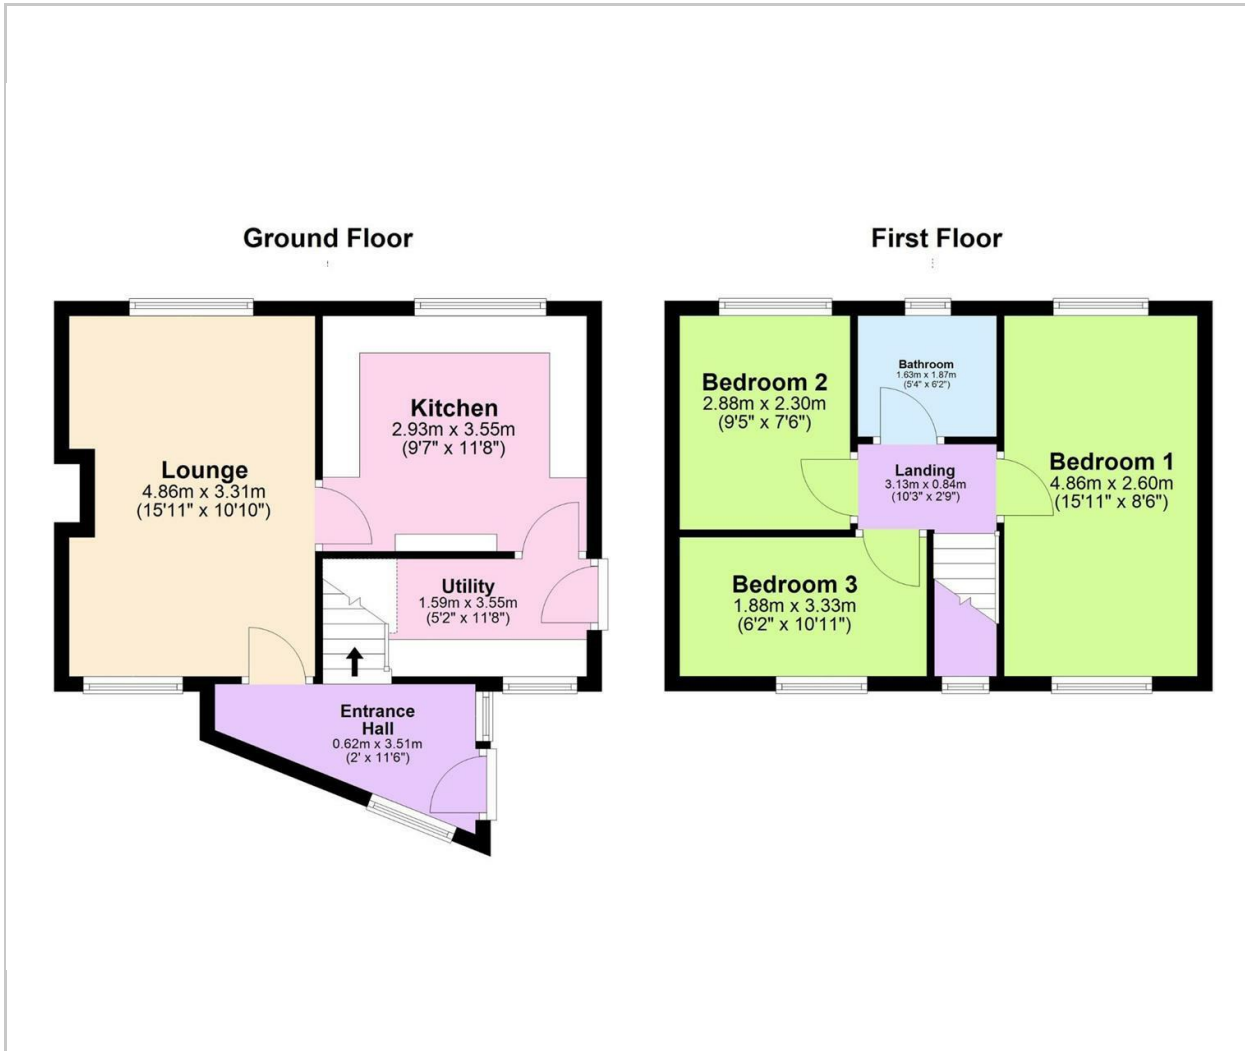 Ground Floor
Lounge
4.86m x 3.31m
(15'11" x 10'10")
Kitchen
2.93m x 3.55m
(9'7" x 11'8")
Utility
1.59m x 3.55m
(5'2" x 11'8")
Entrance
Hall
0.62m x 3.51m
(2' x 11'6")
First Floor
Bedroom 2
2.88m x 2.30m
(9'5" x 7'6")
Bathroom
1.63m x 1.87m
(5'4" x 6'2")
Landing
3.13m x 0.84m
(10'3" x 2'9")
Bedroom 1
4.86m x 2.60m
(15'11" x 8'6")
Bedroom 3
1.88m x 3.33m
(6'2" x 10'11")